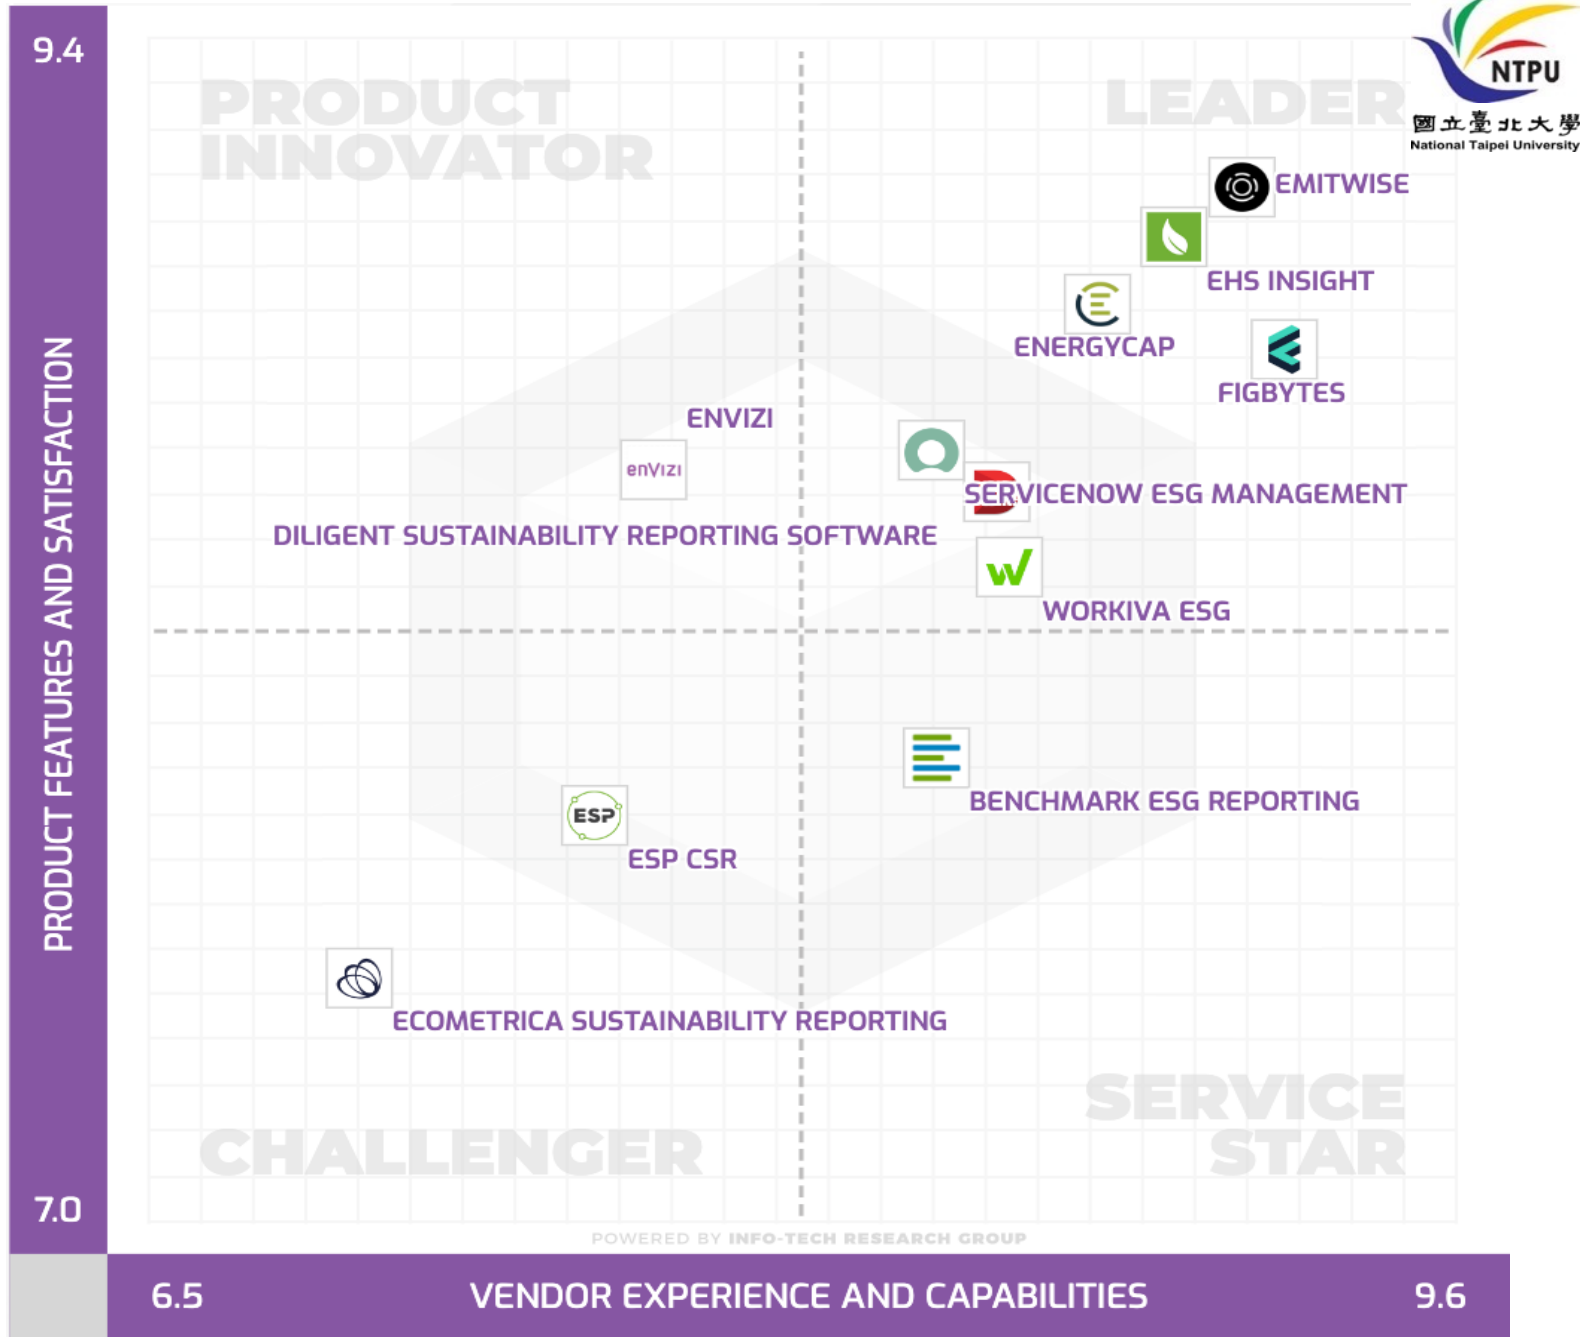 9.4
PRODUCT
INNOVATOR
LEADER
NTPU
國立臺北大學
National Taipei University
EMITWISE
EHS INSIGHT
ENERGYCAP
FIGBYTES
ENVIZI
enVIZI
SERVICENOW ESG MANAGEMENT
DILIGENT SUSTAINABILITY REPORTING SOFTWARE
W
WORKIVA ESG
PRODUCT FEATURES AND SATISFACTION
BENCHMARK ESG REPORTING
ESP
ESP CSR
ECOMETRICA SUSTAINABILITY REPORTING
CHALLENGER
SERVICE
STAR
7.0
POWERED BY INFO-TECH RESEARCH GROUP
6.5
VENDOR EXPERIENCE AND CAPABILITIES
9.6